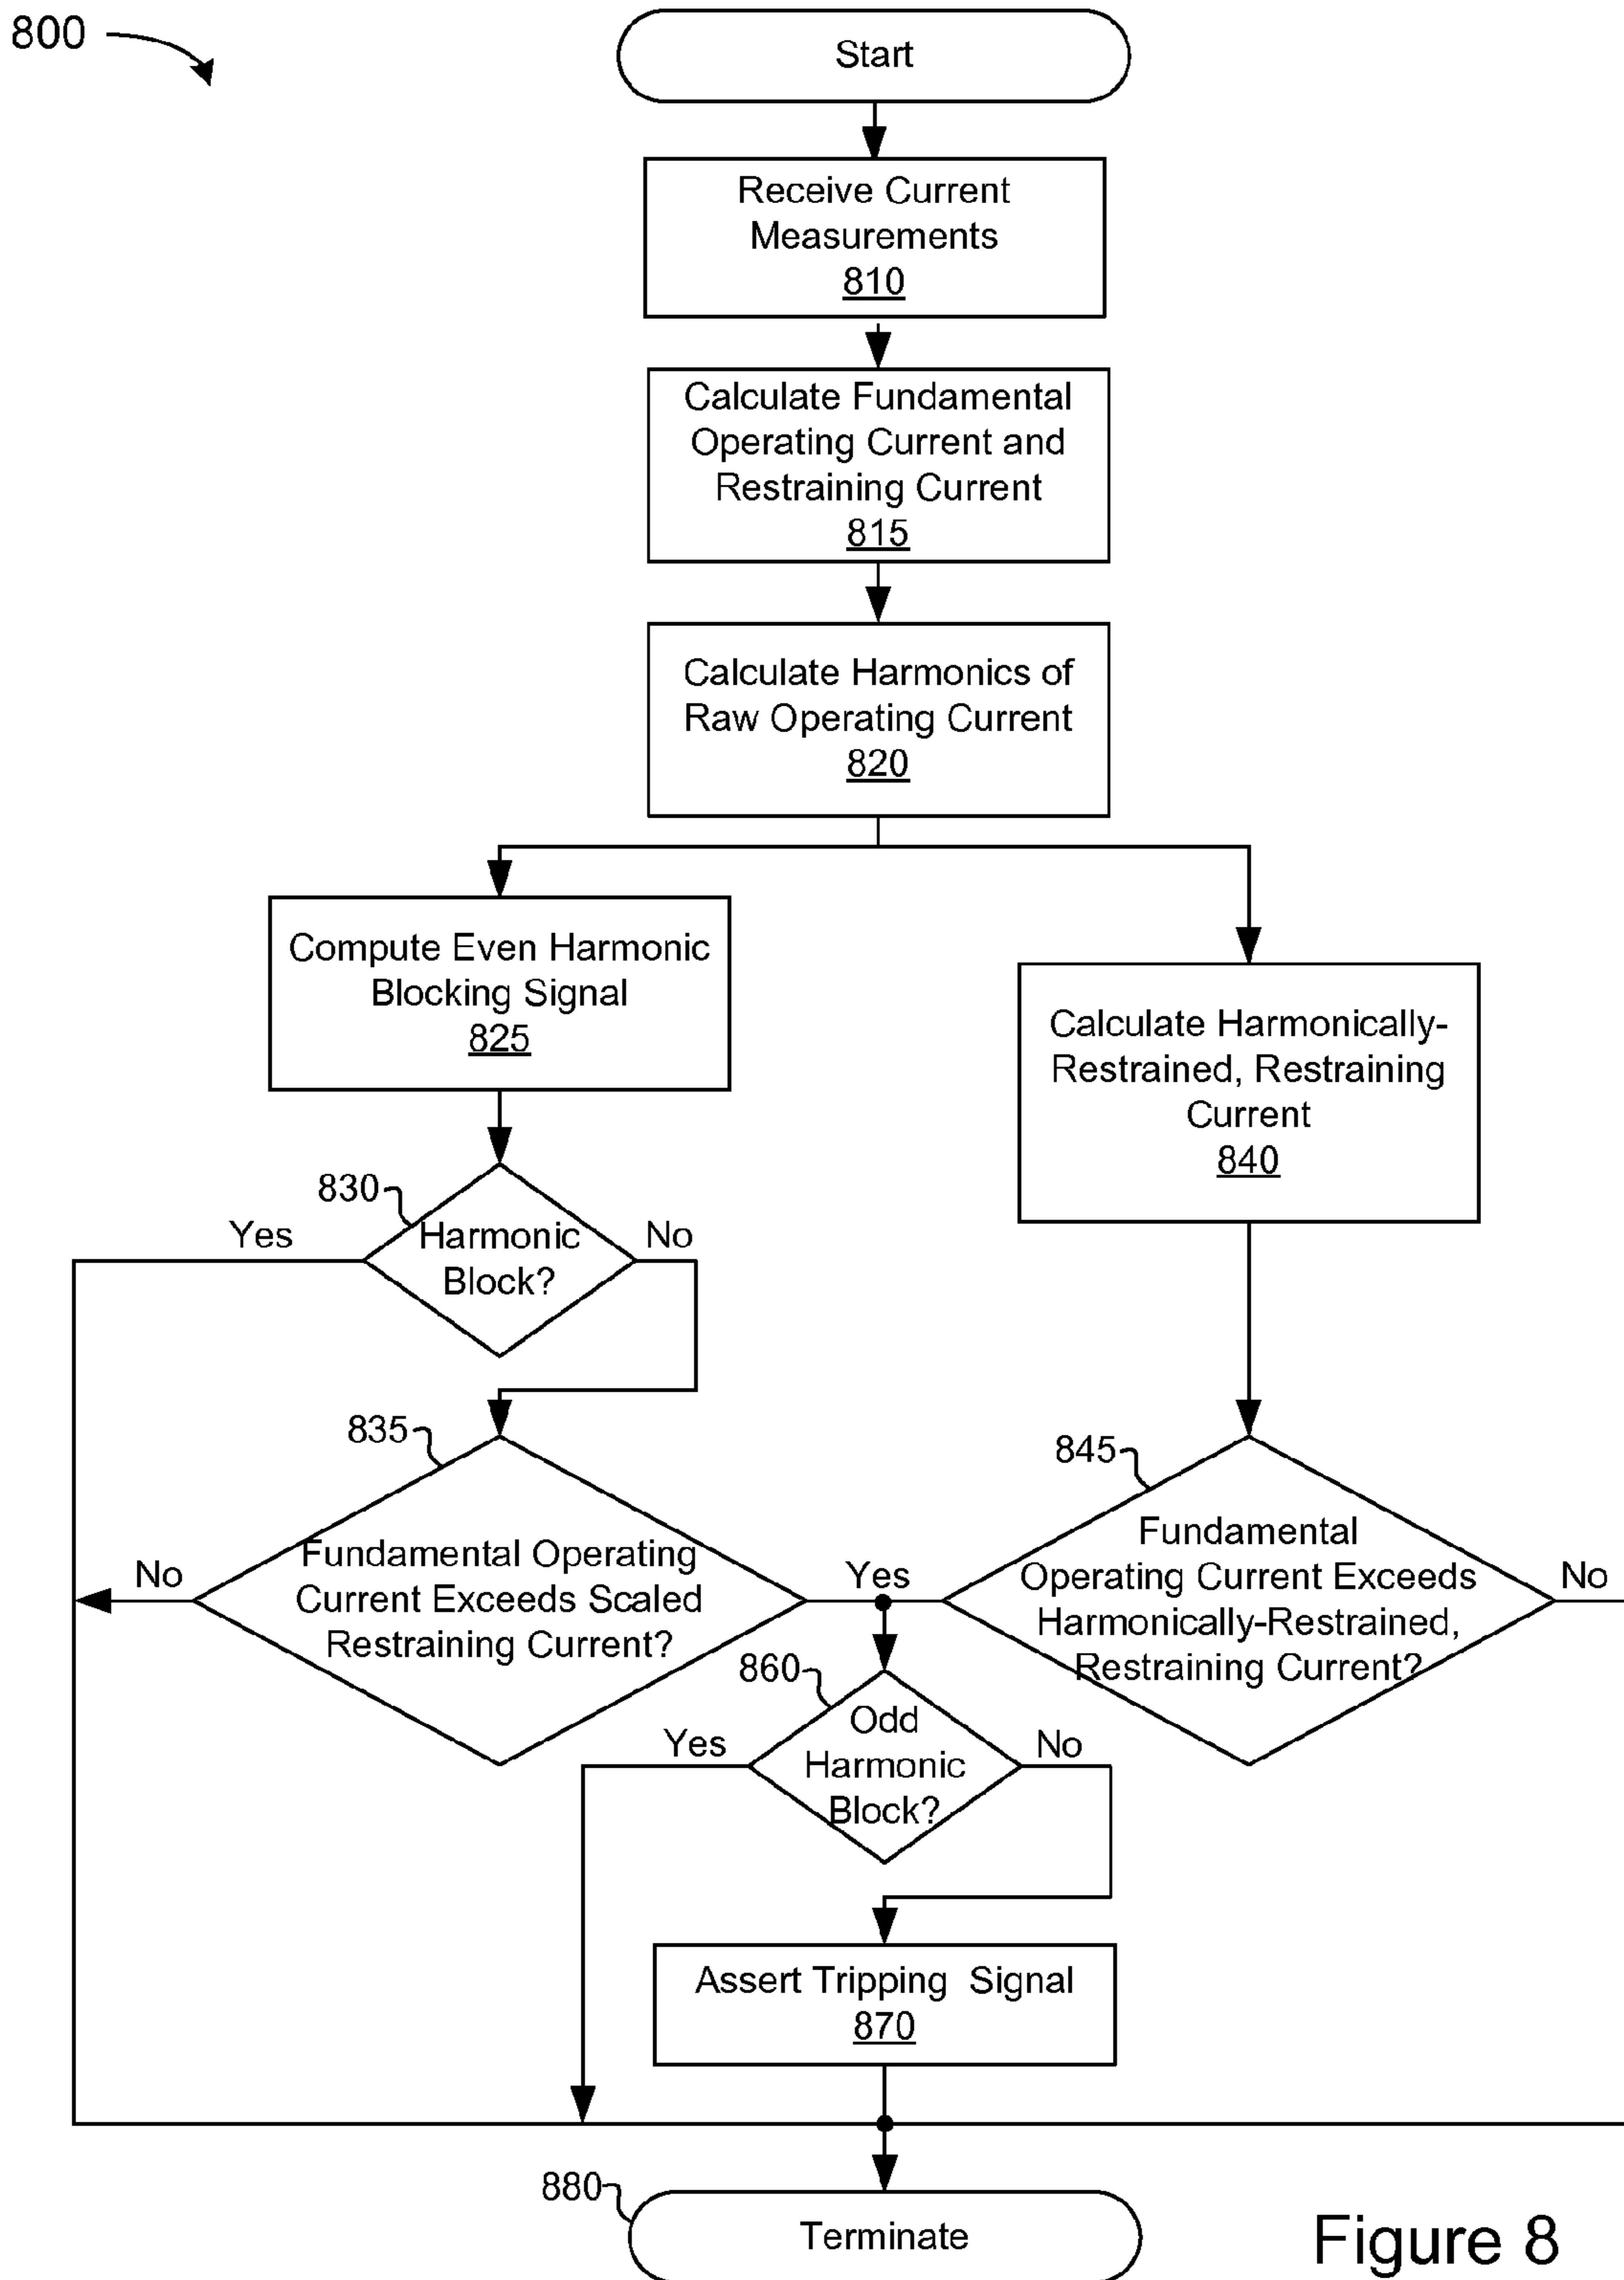 800
Start
Receive Current
Measurements
810
Calculate Fundamental
Operating Current and
Restraining Current
815
Calculate Harmonics of
Raw Operating Current
820
Compute Even Harmonic
Blocking Signal
825
Calculate Harmonically-
Restrained, Restraining
Current
840
830
Yes
Harmonic
Block?
No
835
No
Fundamental Operating
Current Exceeds Scaled
Restraining Current?
Yes
845
Fundamental
Operating Current Exceeds
Harmonically-Restrained,
Restraining Current?
No
860
Yes
Odd
Harmonic
Block?
No
Assert Tripping Signal
870
880
Terminate
Figure 8